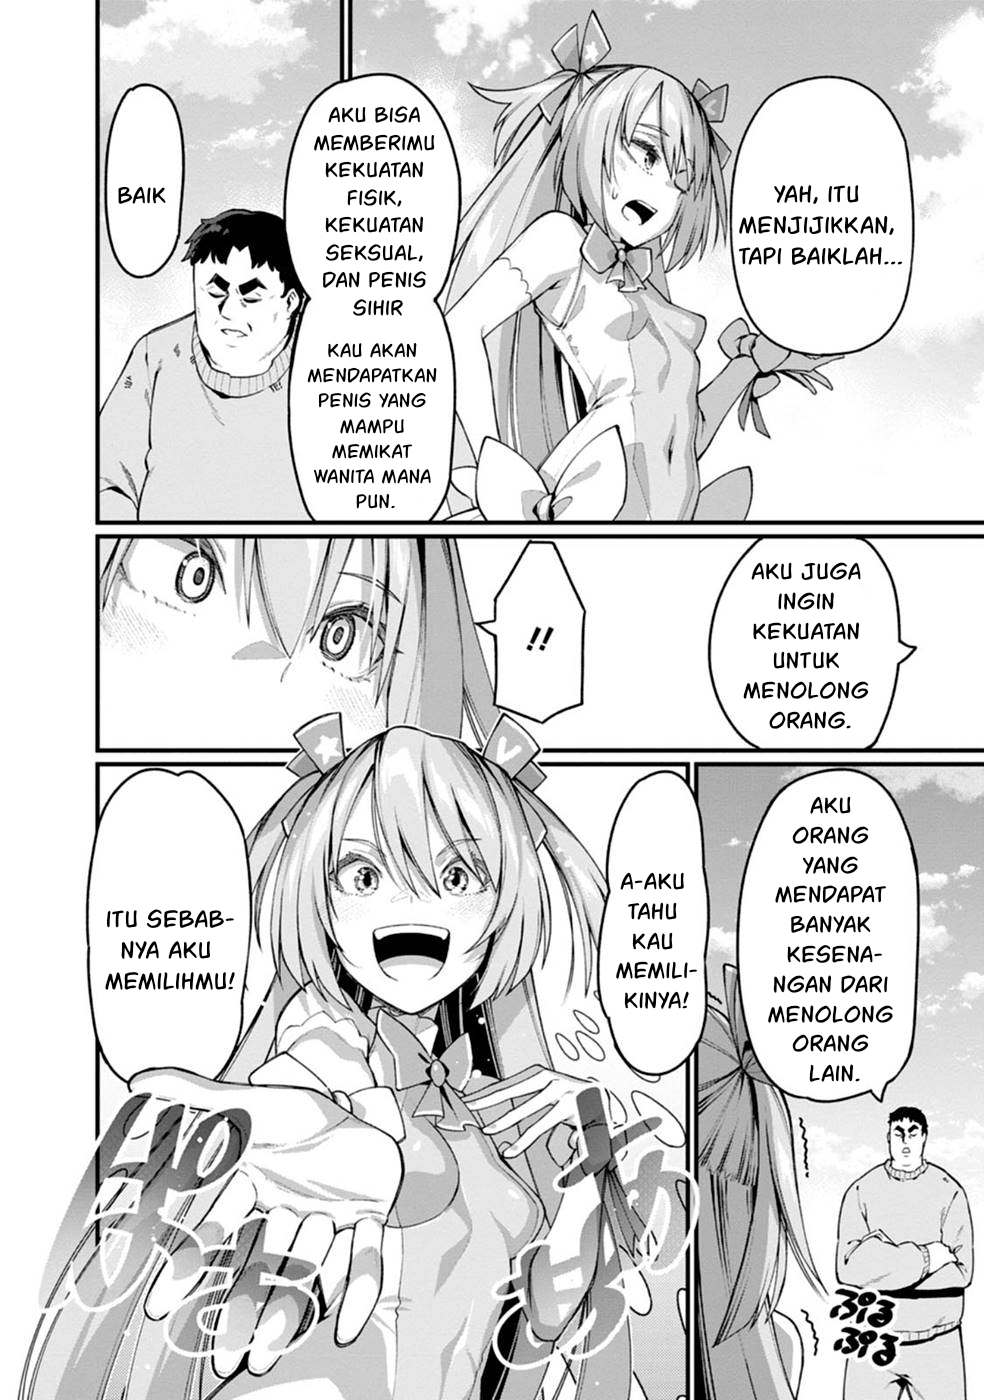 YAH, ITU
MENJIJIKKAN,
TAPI BAIKLAH...
AKU BISA
MEMBERIMU
KEKUATAN
FISIK,
KEKUATAN
SEKSUAL,
DAN PENIS
SIHIR
KAU AKAN
MENDAPATKAN
PENIS YANG
MAMPU
MEMIKAT
WANITA MANA
PUN.
BAIK
AKU JUGA
INGIN
KEKUATAN
UNTUK
MENOLONG
ORANG.
!!
AKU
ORANG
YANG
MENDAPAT
BANYAK
KESENA-
NGAN DARI
MENOLONG
ORANG
LAIN.
ぷる
ぷる
A-AKU
TAHU
KAU
MEMILI-
KINYA!
ITU SEBAB-
NYA AKU
MEMILIHMU!